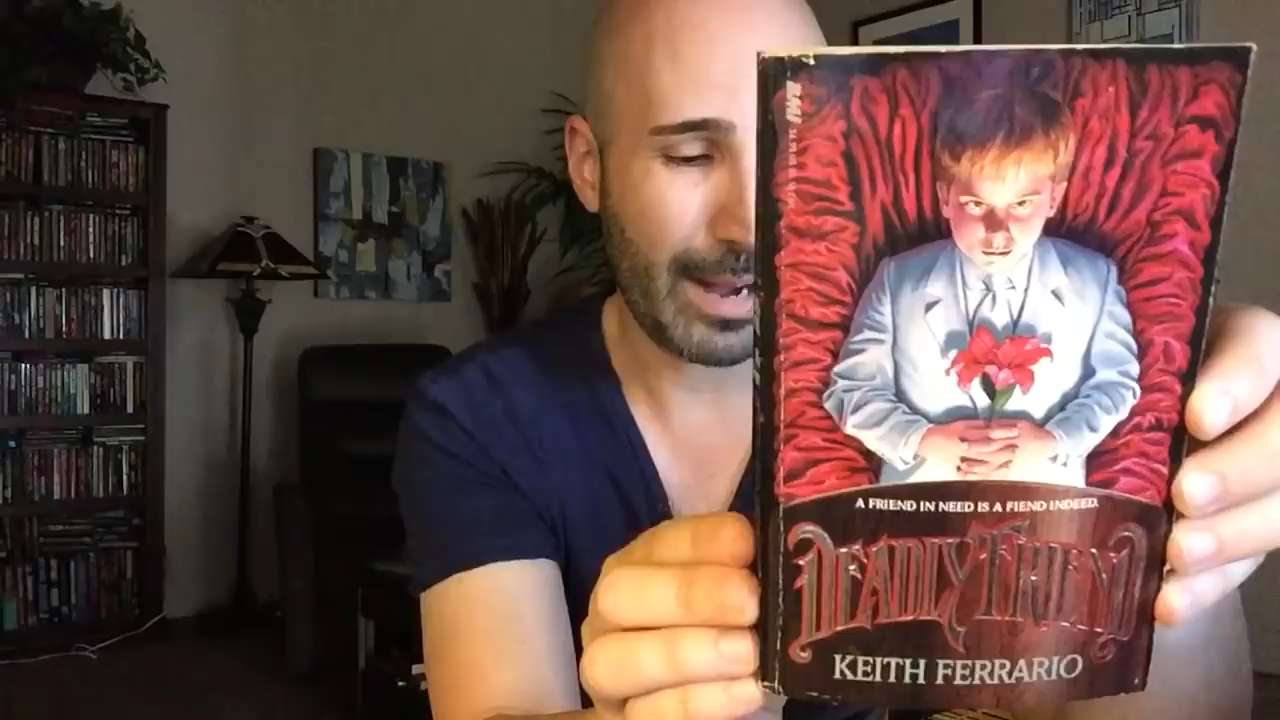 A FRIEND IN NEED IS A FIEND INDEED.
DEADLY FRIEND
KEITH FERRARIO